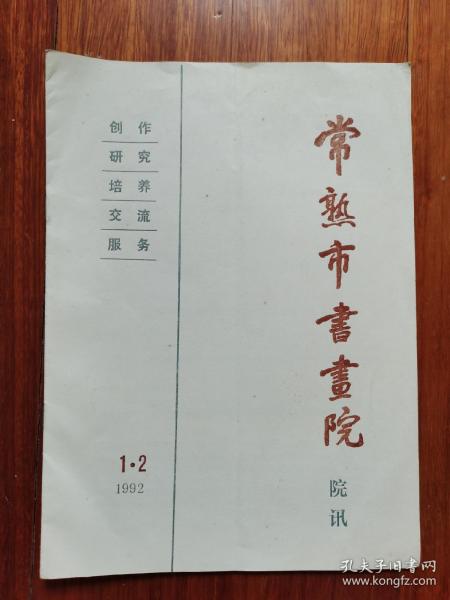 常熟市書畫院
院讯
创作
研究
培养
交流
服务
1·2
1992
孔夫子旧书网
www.kongfz.com